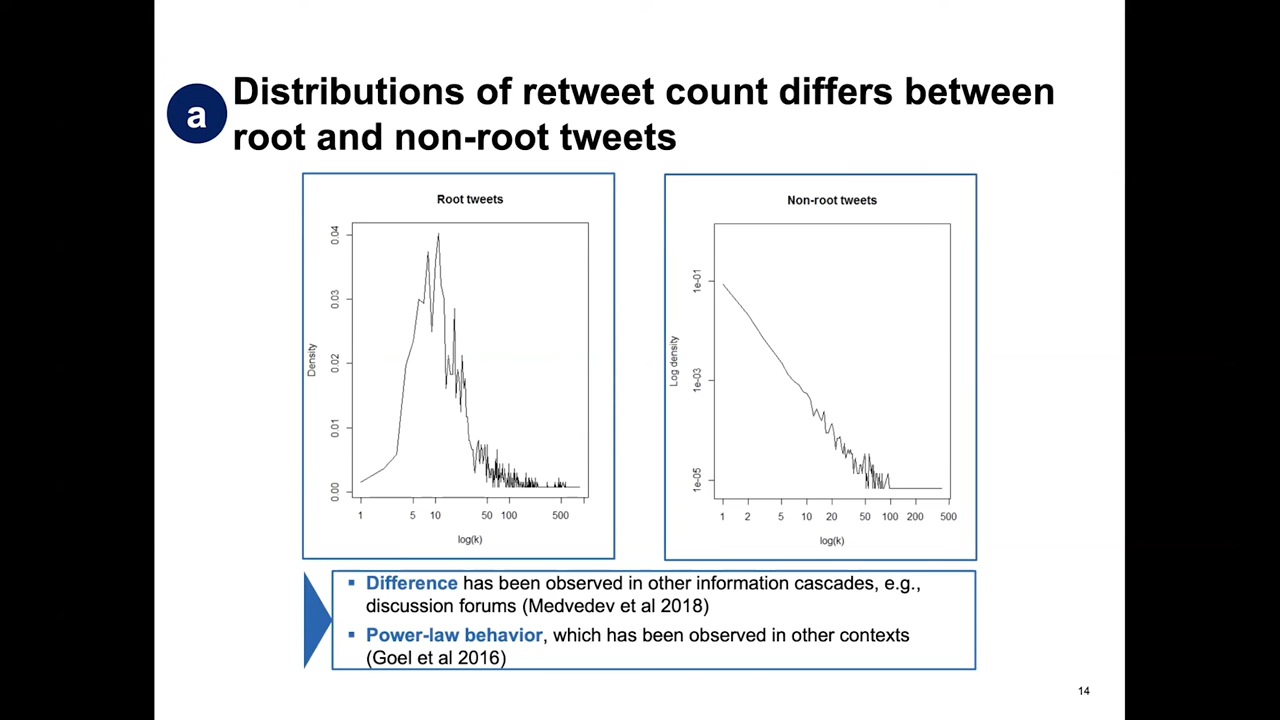 a
Distributions of retweet count differs between
root and non-root tweets
Root tweets
Density
0.04
0.03
0.02
0.01
0.00
1 5 10 50 100 500
log(k)
Non-root tweets
Log density
1e-01
1e-03
1e-05
1 2 5 10 20 50 100 200 500
log(k)
▪ Difference has been observed in other information cascades, e.g.,
discussion forums (Medvedev et al 2018)
▪ Power-law behavior, which has been observed in other contexts
(Goel et al 2016)
14